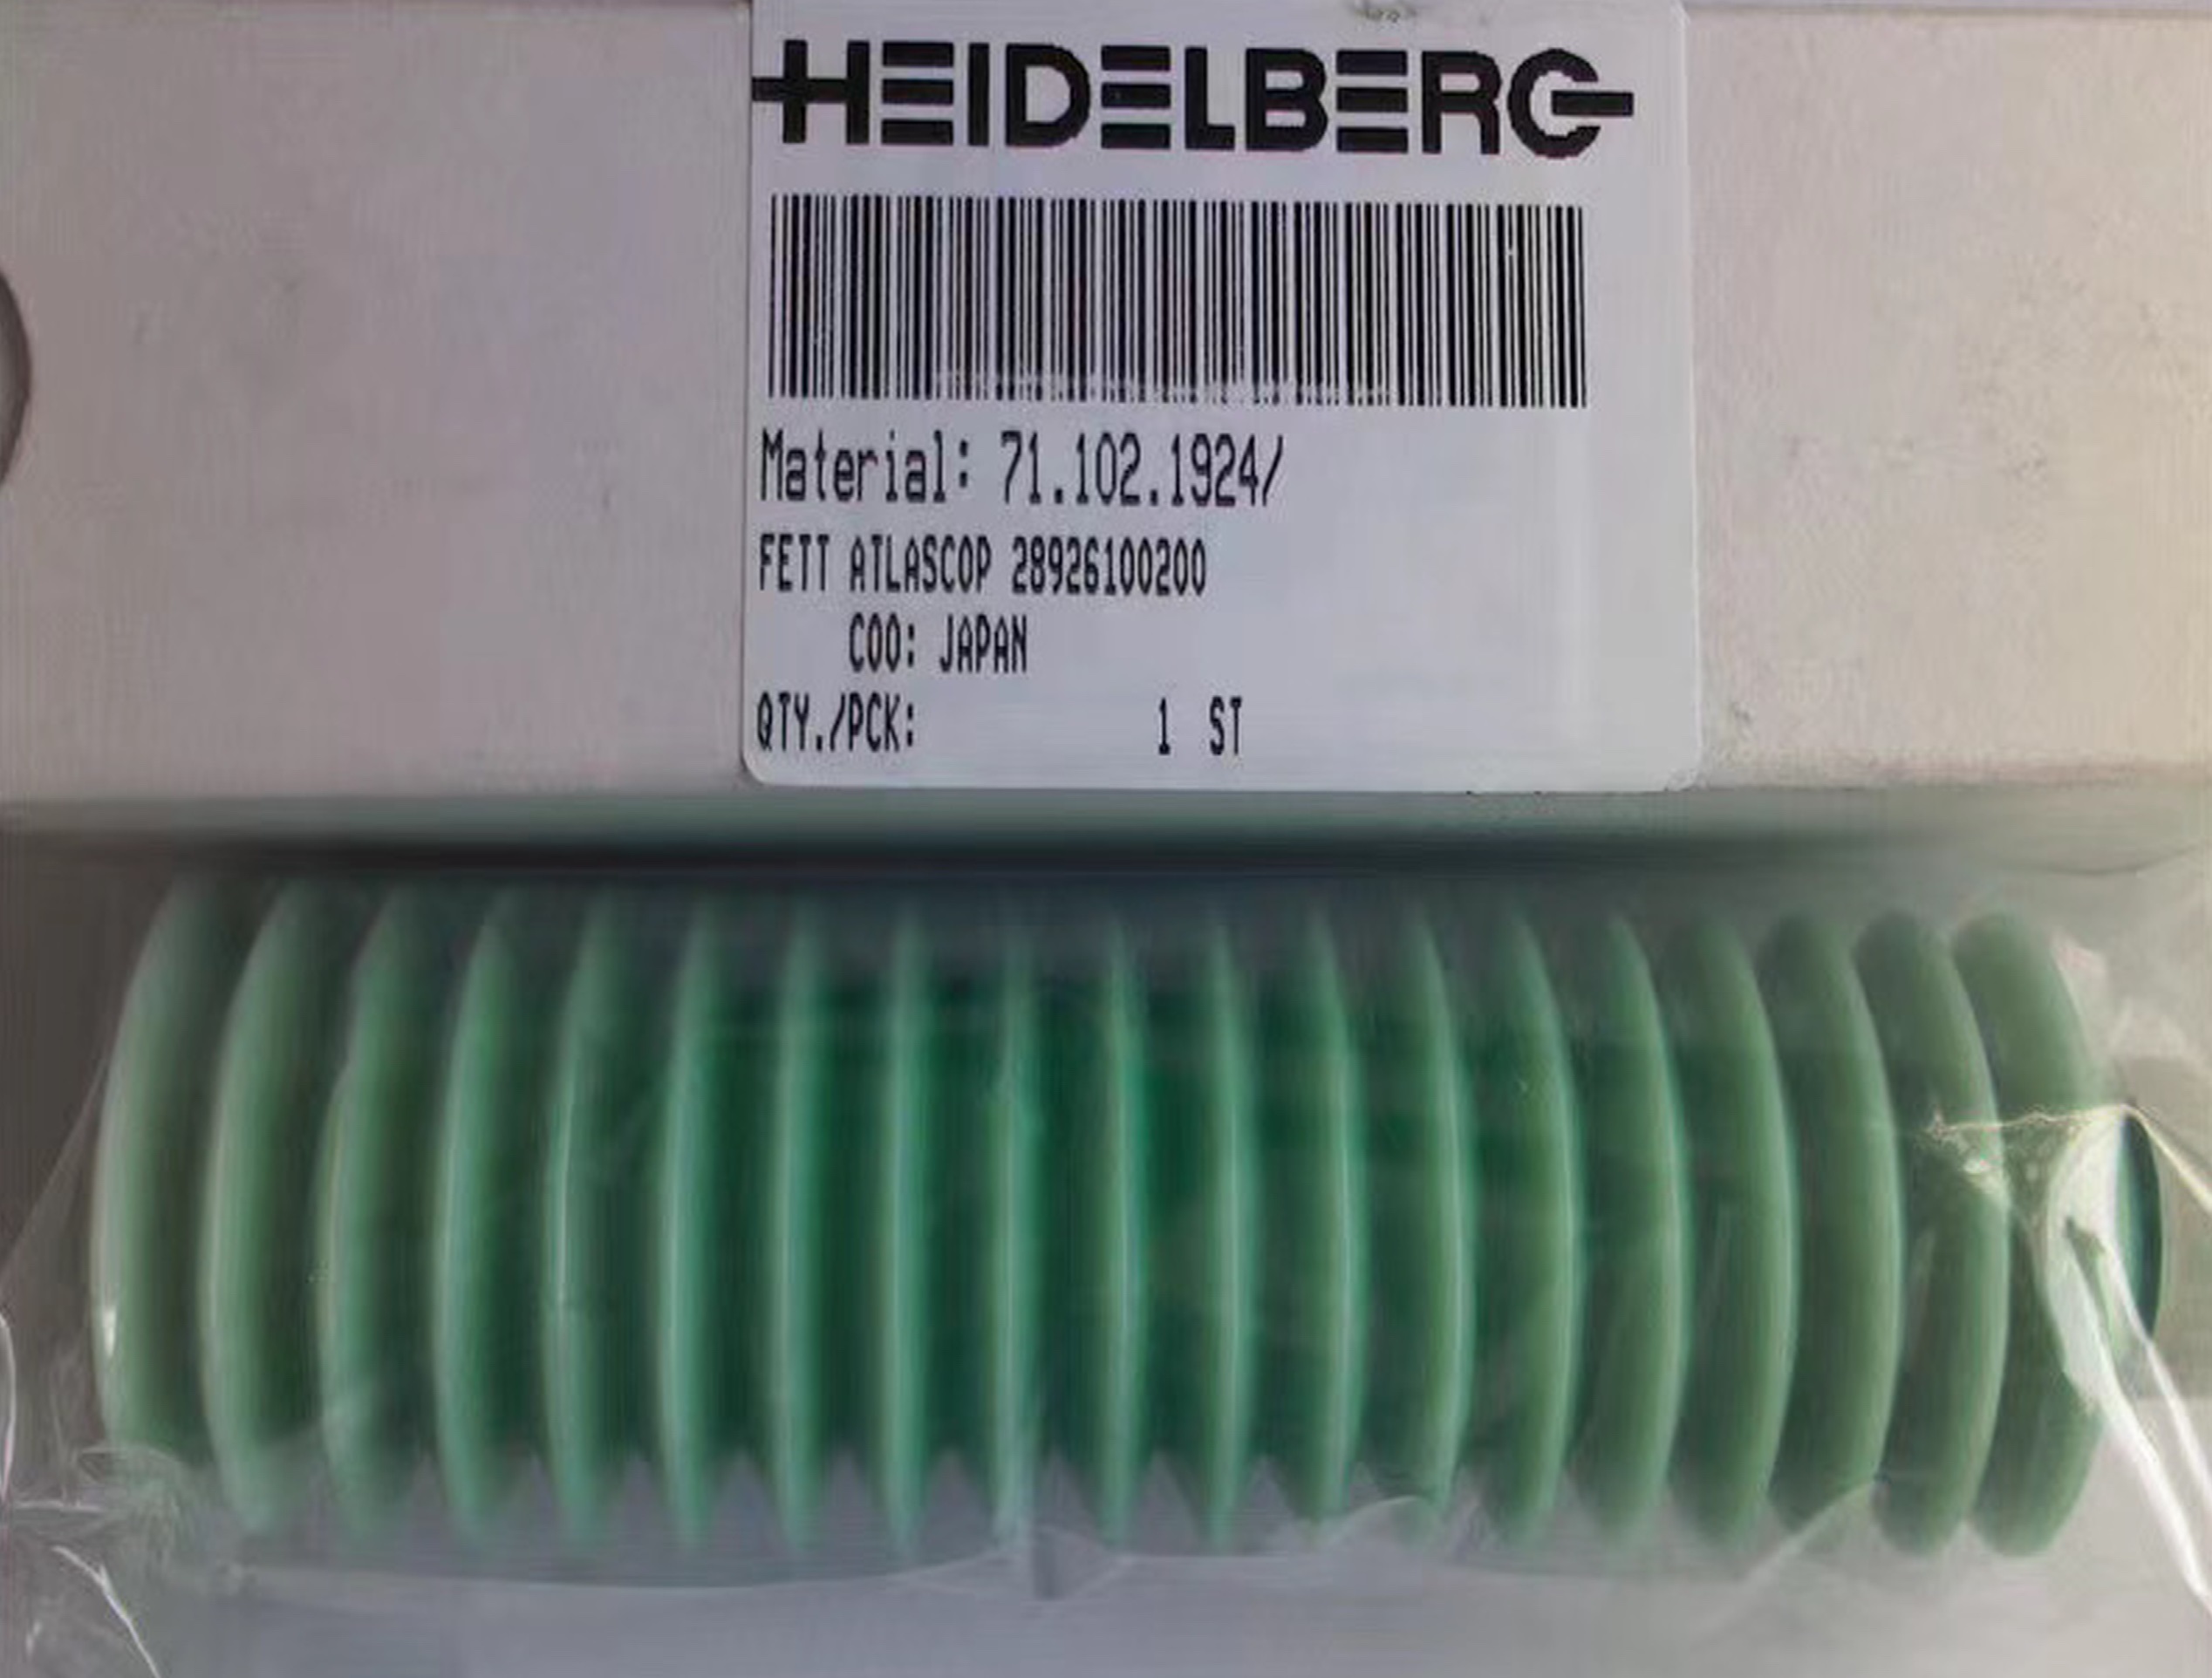 HEIDELBERG
Material: 71.102.1924/
FETT ATLASCOP 28926100200
COO: JAPAN
QTY./PCK: 1 ST